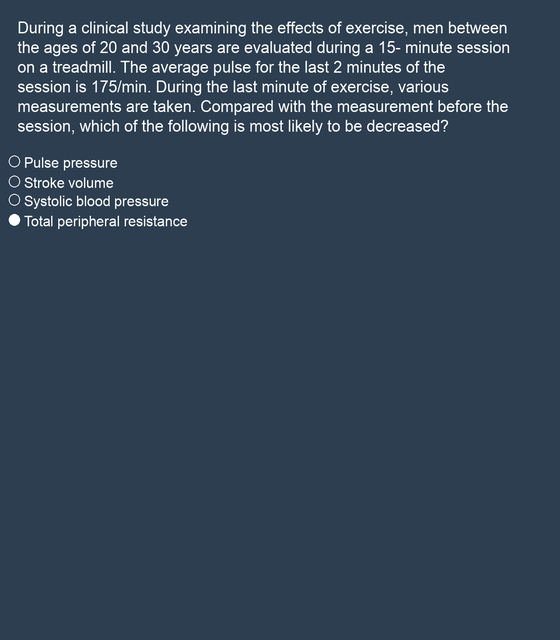 During a clinical study examining the effects of exercise, men between
the ages of 20 and 30 years are evaluated during a 15- minute session
on a treadmill. The average pulse for the last 2 minutes of the
session is 175/min. During the last minute of exercise, various
measurements are taken. Compared with the measurement before the
session, which of the following is most likely to be decreased?
Pulse pressure
Stroke volume
Systolic blood pressure
Total peripheral resistance